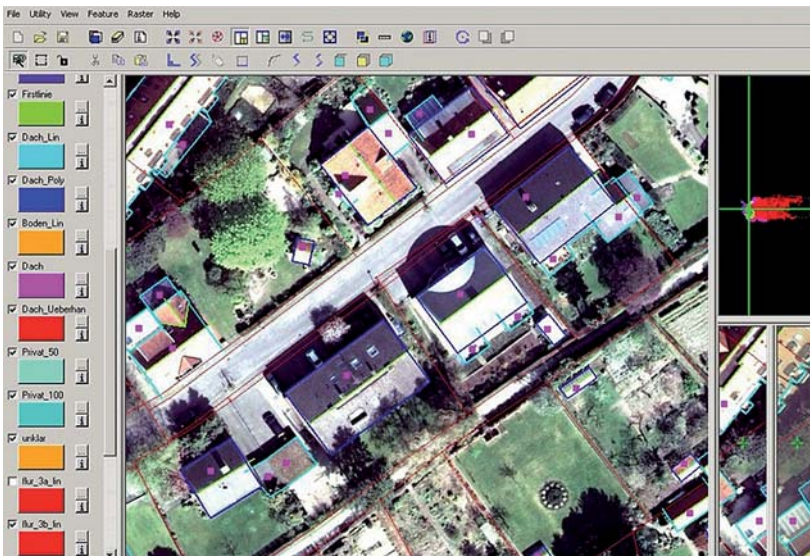 File Utility View Feature Raster Help
Firstlinie
Dach_Lin
Dach_Poly
Boden_Lin
Dach
Dach_Ueberhan
Privat_50
Privat_100
unklar
flur_3a_lin
flur_3b_lin